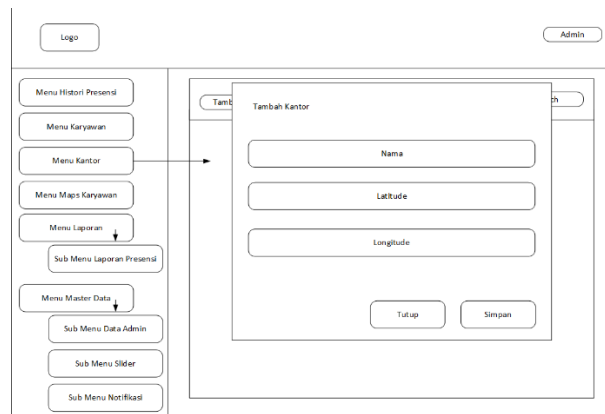 Logo
Admin
Menu Histori Presensi
Menu Karyawan
Menu Kantor
Menu Maps Karyawan
Menu Laporan
Sub Menu Laporan Presensi
Menu Master Data
Sub Menu Data Admin
Sub Menu Slider
Sub Menu Notifikasi
Tamb
ch
Tambah Kantor
Nama
Latitude
Longitude
Tutup
Simpan